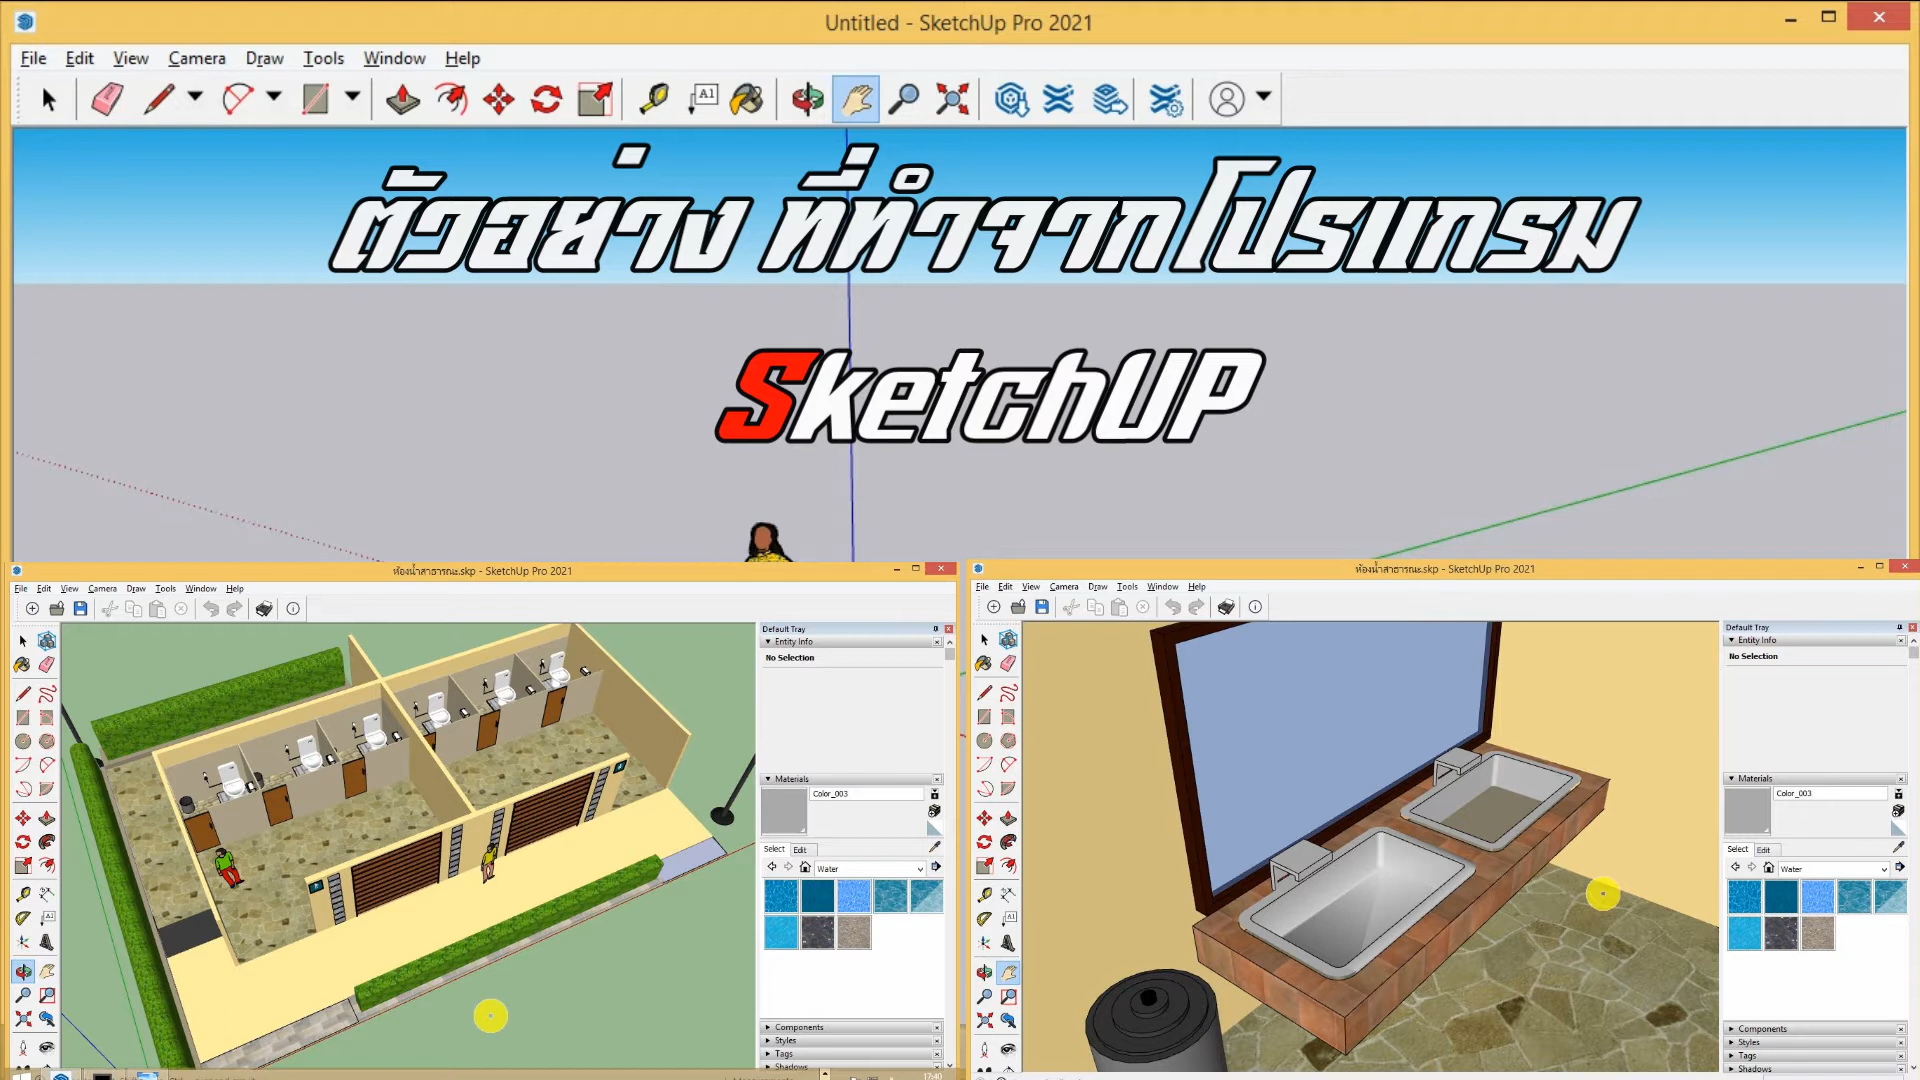 Untitled - SketchUp Pro 2021
File Edit View Camera Draw Tools Window Help
A1
ตัวอย่าง ที่ทำจากโปรแกรม
SketchUP
ห้องน้ำสาธารณะ.skp - SketchUp Pro 2021
File Edit View Camera Draw Tools Window Help
Default Tray
Entity Info
No Selection
Materials
Color_003
Select Edit
Water
Components
Styles
Tags
Shadows
17:40
ห้องน้ำสาธารณะ.skp - SketchUp Pro 2021
File Edit View Camera Draw Tools Window Help
Default Tray
Entity Info
No Selection
Materials
Color_003
Select Edit
Water
Components
Styles
Tags
Shadows